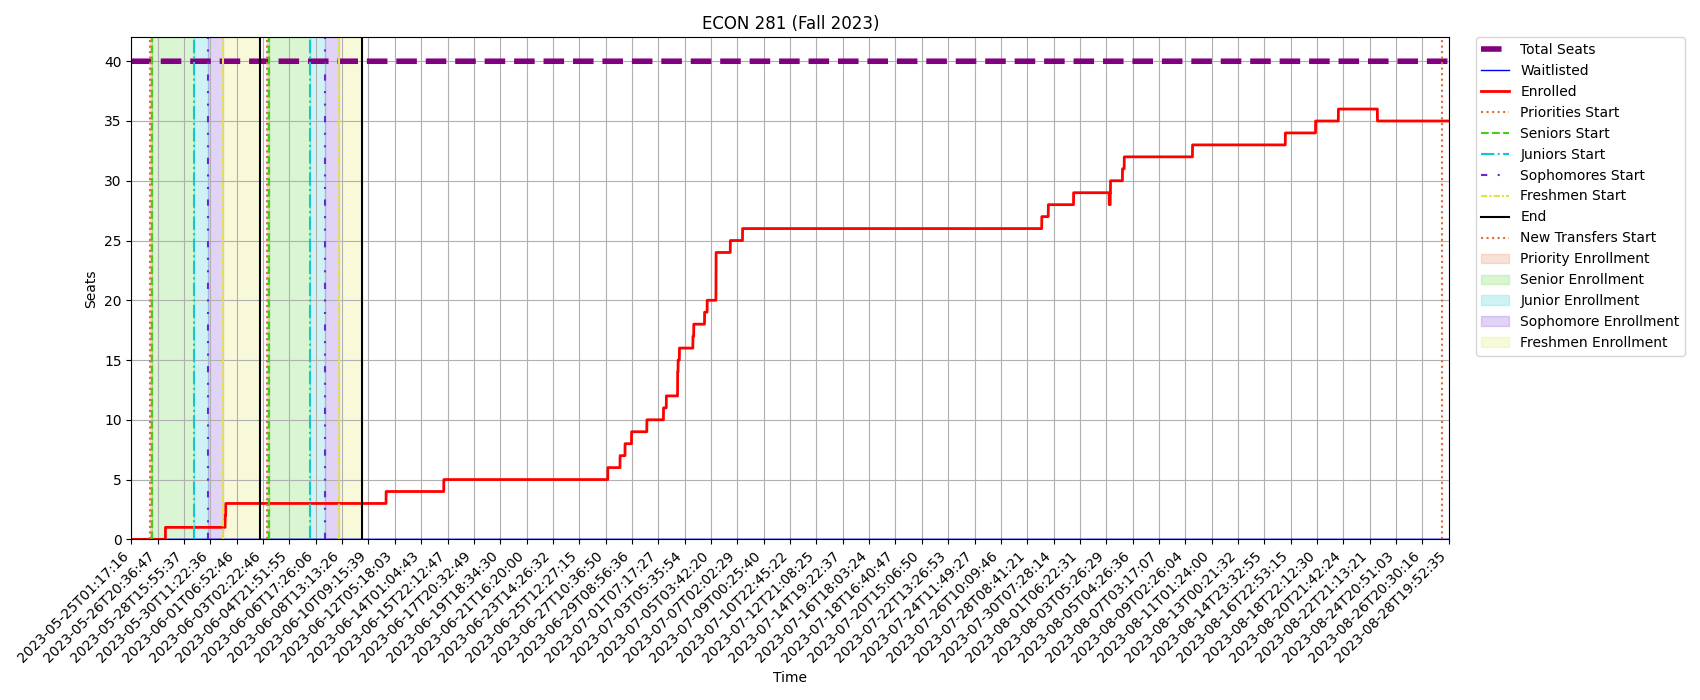 ECON 281 (Fall 2023)
Seats
40
35
30
25
20
15
10
5
0
2023-05-25T01:17:16
2023-05-26T20:36:47
2023-05-28T15:55:37
2023-05-30T11:22:36
2023-06-01T06:52:46
2023-06-03T02:22:46
2023-06-04T21:51:55
2023-06-06T17:26:06
2023-06-08T13:13:26
2023-06-10T09:15:39
2023-06-12T05:18:03
2023-06-14T01:04:43
2023-06-15T22:12:47
2023-06-17T20:32:49
2023-06-19T18:34:30
2023-06-21T16:20:00
2023-06-23T14:26:32
2023-06-25T12:27:15
2023-06-27T10:36:50
2023-06-29T08:56:36
2023-07-01T07:17:27
2023-07-03T05:35:54
2023-07-05T03:42:20
2023-07-07T02:02:29
2023-07-09T00:25:40
2023-07-10T22:45:22
2023-07-12T21:08:25
2023-07-14T19:22:37
2023-07-16T18:03:24
2023-07-18T16:40:47
2023-07-20T15:06:50
2023-07-22T13:26:53
2023-07-24T11:49:27
2023-07-26T10:09:46
2023-07-28T08:41:21
2023-07-30T07:28:14
2023-08-01T06:22:31
2023-08-03T05:26:29
2023-08-05T04:26:36
2023-08-07T03:17:07
2023-08-09T02:26:04
2023-08-11T01:24:00
2023-08-13T00:21:32
2023-08-14T23:32:55
2023-08-16T22:53:15
2023-08-18T22:12:30
2023-08-20T21:42:24
2023-08-22T21:13:21
2023-08-24T20:51:03
2023-08-26T20:30:16
2023-08-28T19:52:35
Time
Total Seats
Waitlisted
Enrolled
Priorities Start
Seniors Start
Juniors Start
Sophomores Start
Freshmen Start
End
New Transfers Start
Priority Enrollment
Senior Enrollment
Junior Enrollment
Sophomore Enrollment
Freshmen Enrollment